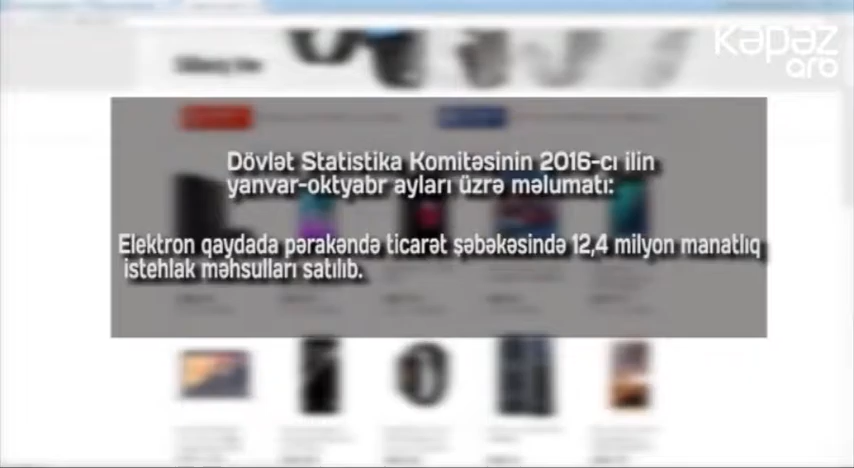 kəpəz
arb
Dövlət Statistika Komitəsinin 2016-cı ilin
yanvar-oktyabr ayları üzrə məlumatı:
Elektron qaydada pərakəndə ticarət şəbəkəsində 12,4 milyon manatlıq
istehlak məhsulları satılıb.